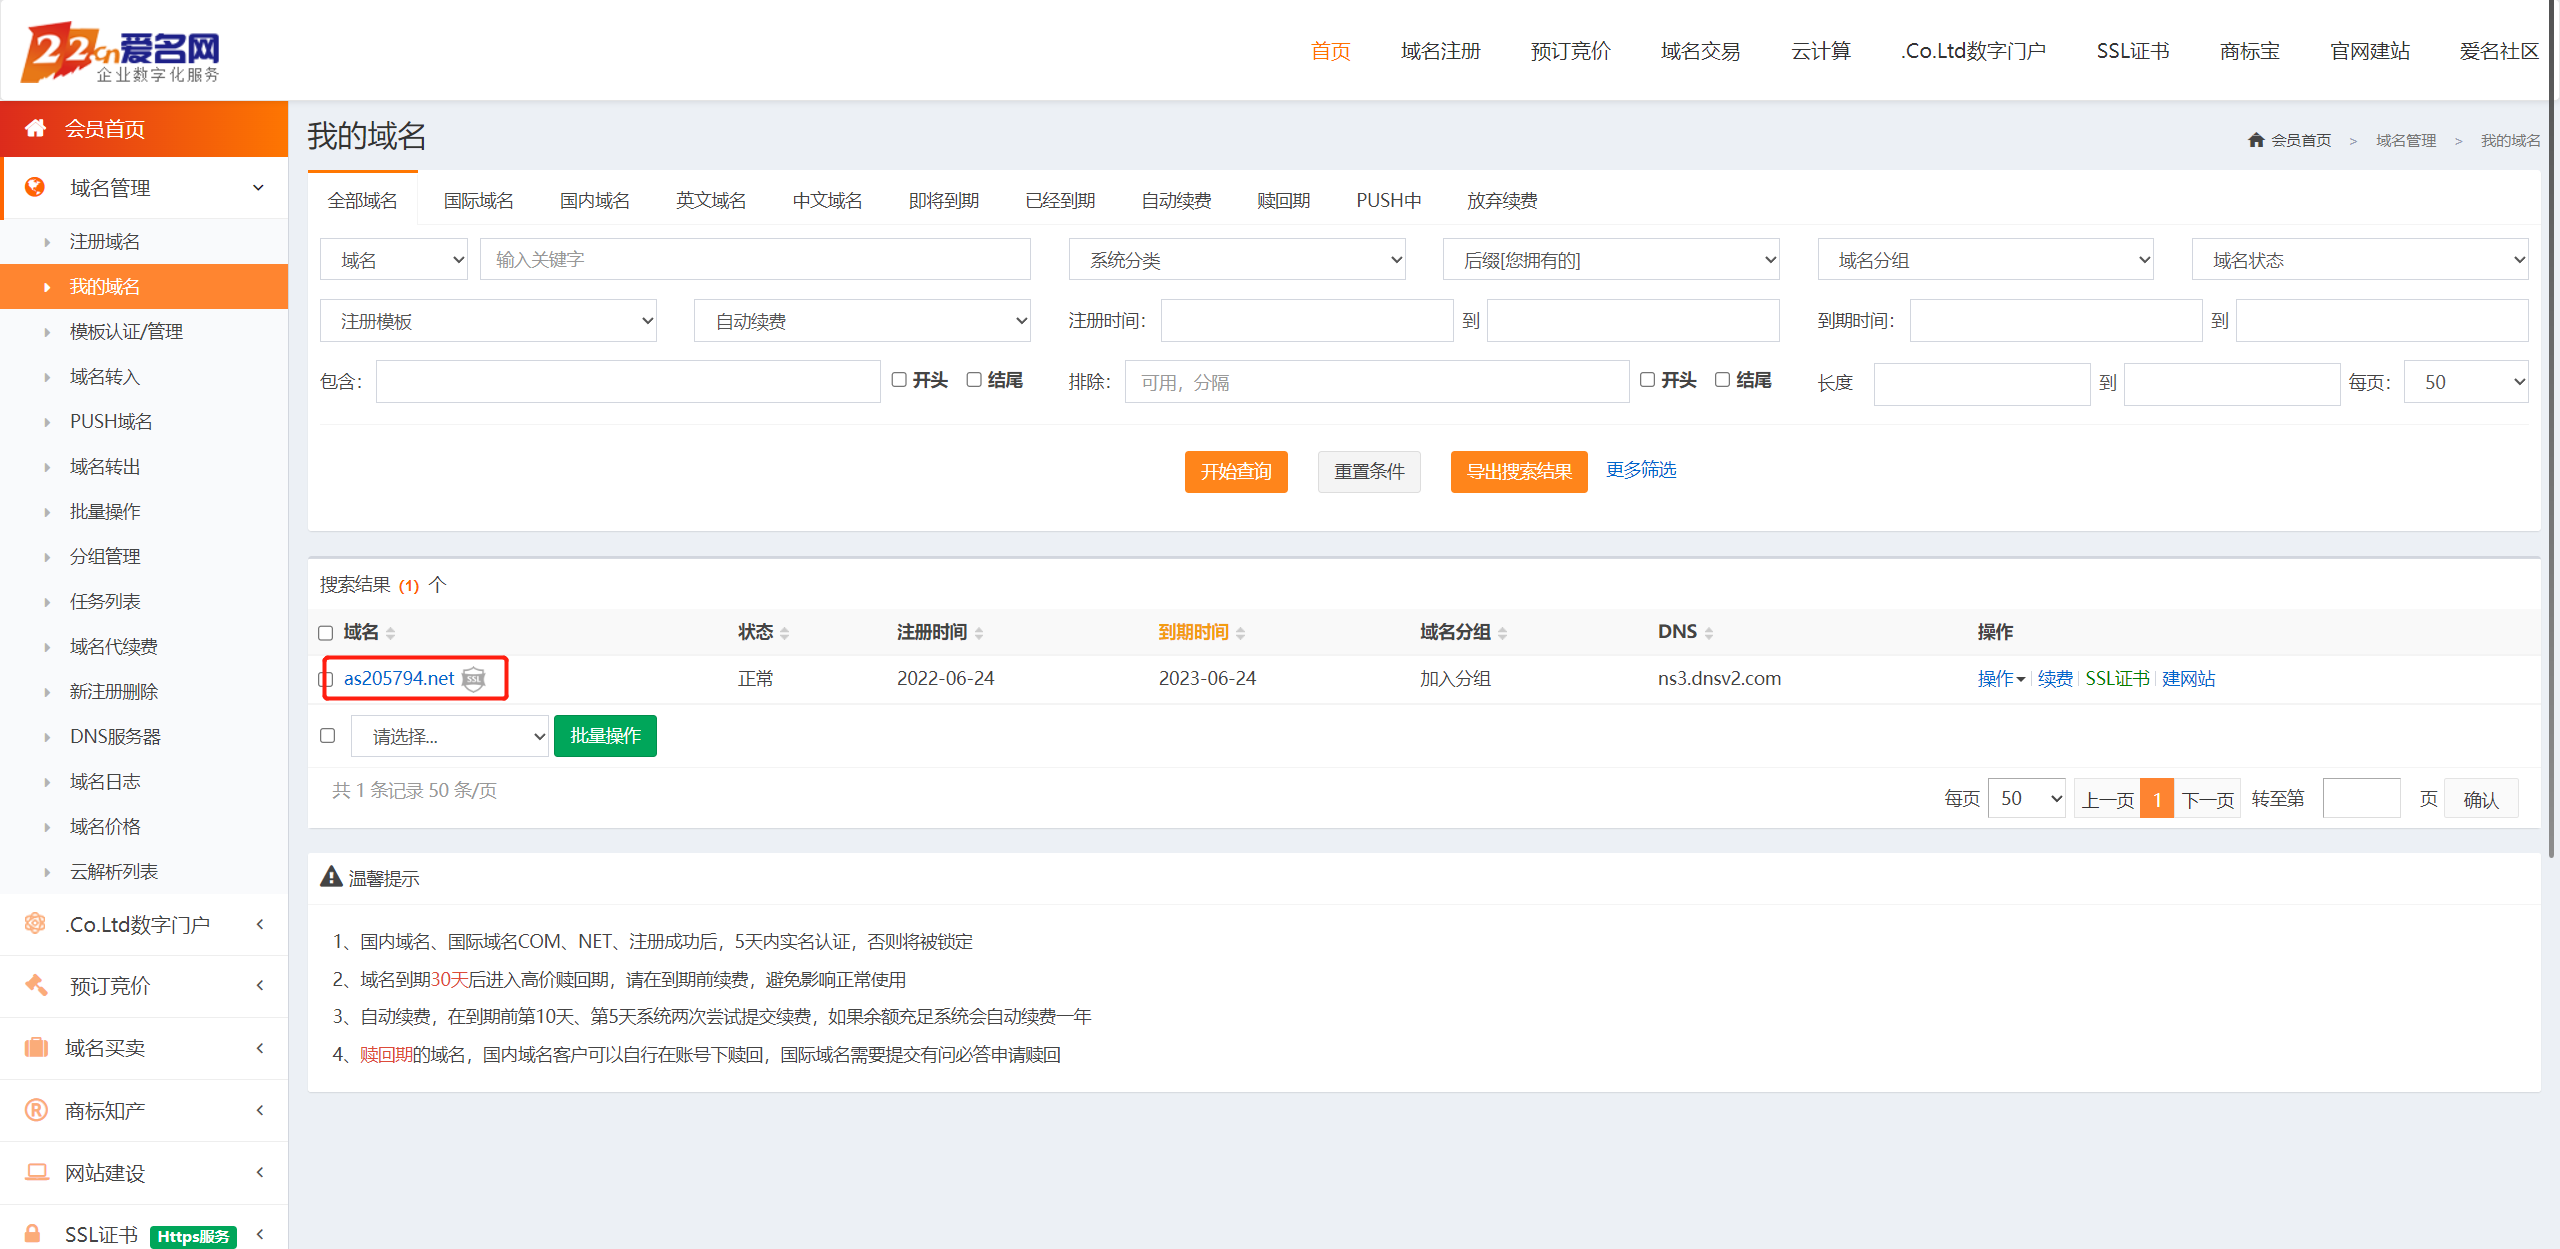 22.cn爱名网
企业数字化服务
首页 域名注册 预订竞价 域名交易 云计算 .Co.Ltd数字门户 SSL证书 商标宝 官网建站 爱名社区
会员首页
域名管理
注册域名
我的域名
模板认证/管理
域名转入
PUSH域名
域名转出
批量操作
分组管理
任务列表
域名代续费
新注册删除
DNS服务器
域名日志
域名价格
云解析列表
.Co.Ltd数字门户
预订竞价
域名买卖
商标知产
网站建设
SSL证书 Https服务
我的域名
会员首页 > 域名管理 > 我的域名
全部域名 国际域名 国内域名 英文域名 中文域名 即将到期 已经到期 自动续费 赎回期 PUSH中 放弃续费
域名 输入关键字 系统分类 后缀[您拥有的] 域名分组 域名状态
注册模板 自动续费 注册时间： 到 到期时间： 到
包含： 开头 结尾 排除： 可用，分隔 开头 结尾 长度 到 每页： 50
开始查询 重置条件 导出搜索结果 更多筛选
搜索结果 (1) 个
域名 状态 注册时间 到期时间 域名分组 DNS 操作
as205794.net SSL 正常 2022-06-24 2023-06-24 加入分组 ns3.dnsv2.com 操作 续费 SSL证书 建网站
请选择... 批量操作
共 1 条记录 50 条/页
每页 50 上一页 1 下一页 转至第 页 确认
温馨提示
1、国内域名、国际域名COM、NET、注册成功后，5天内实名认证，否则将被锁定
2、域名到期30天后进入高价赎回期，请在到期前续费，避免影响正常使用
3、自动续费，在到期前第10天、第5天系统两次尝试提交续费，如果余额充足系统会自动续费一年
4、赎回期的域名，国内域名客户可以自行在账号下赎回，国际域名需要提交有问必答申请赎回